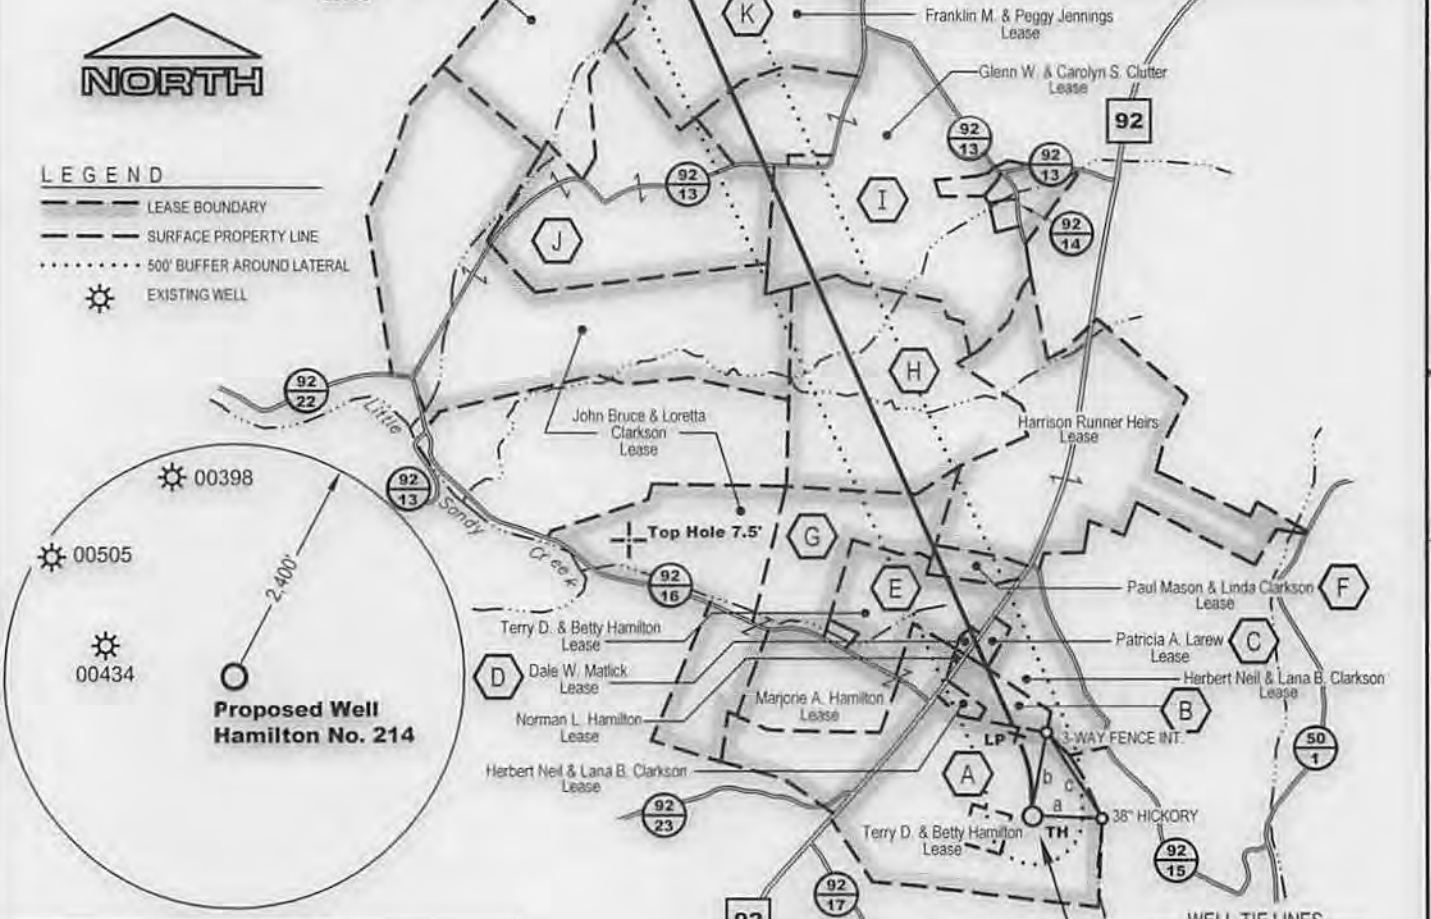 K
Franklin M. & Peggy Jennings
Lease
NORTH
Glenn W. & Carolyn S. Clutter
Lease
92
92
13
92
13
92
13
92
14
LEGEND
LEASE BOUNDARY
SURFACE PROPERTY LINE
500' BUFFER AROUND LATERAL
EXISTING WELL
I
J
H
92
22
Little
Sandy
Creek
John Bruce & Loretta
Clarkson
Lease
Harrison Runner Heirs
Lease
92
13
00398
00505
2,400'
00434
Proposed Well
Hamilton No. 214
Top Hole 7.5'
G
E
92
16
Paul Mason & Linda Clarkson
Lease
F
Terry D. & Betty Hamilton
Lease
Patricia A. Larew
Lease
C
D
Dale W. Matlick
Lease
Herbert Neil & Lana B. Clarkson
Lease
Marjorie A. Hamilton
Lease
B
Norman L. Hamilton
Lease
LP
3-WAY FENCE INT.
50
1
Herbert Neil & Lana B. Clarkson
Lease
A
b
c
a
92
23
38" HICKORY
TH
Terry D. & Betty Hamilton
Lease
92
15
92
17
92
WELL TIE LINES